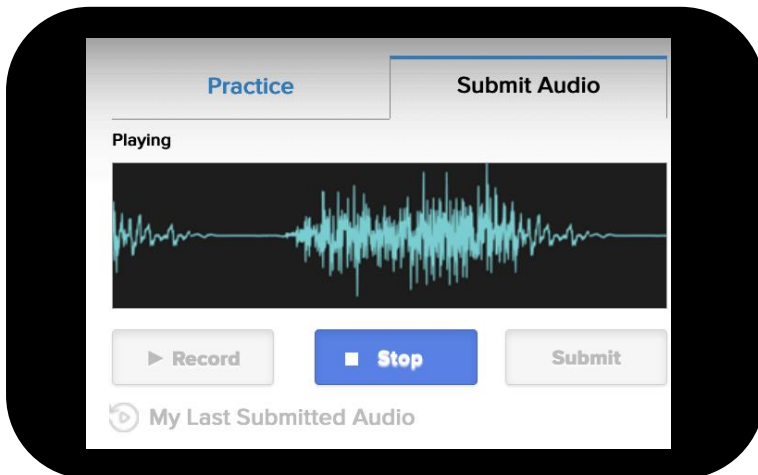 Practice Submit Audio
Playing
Record Stop Submit
My Last Submitted Audio